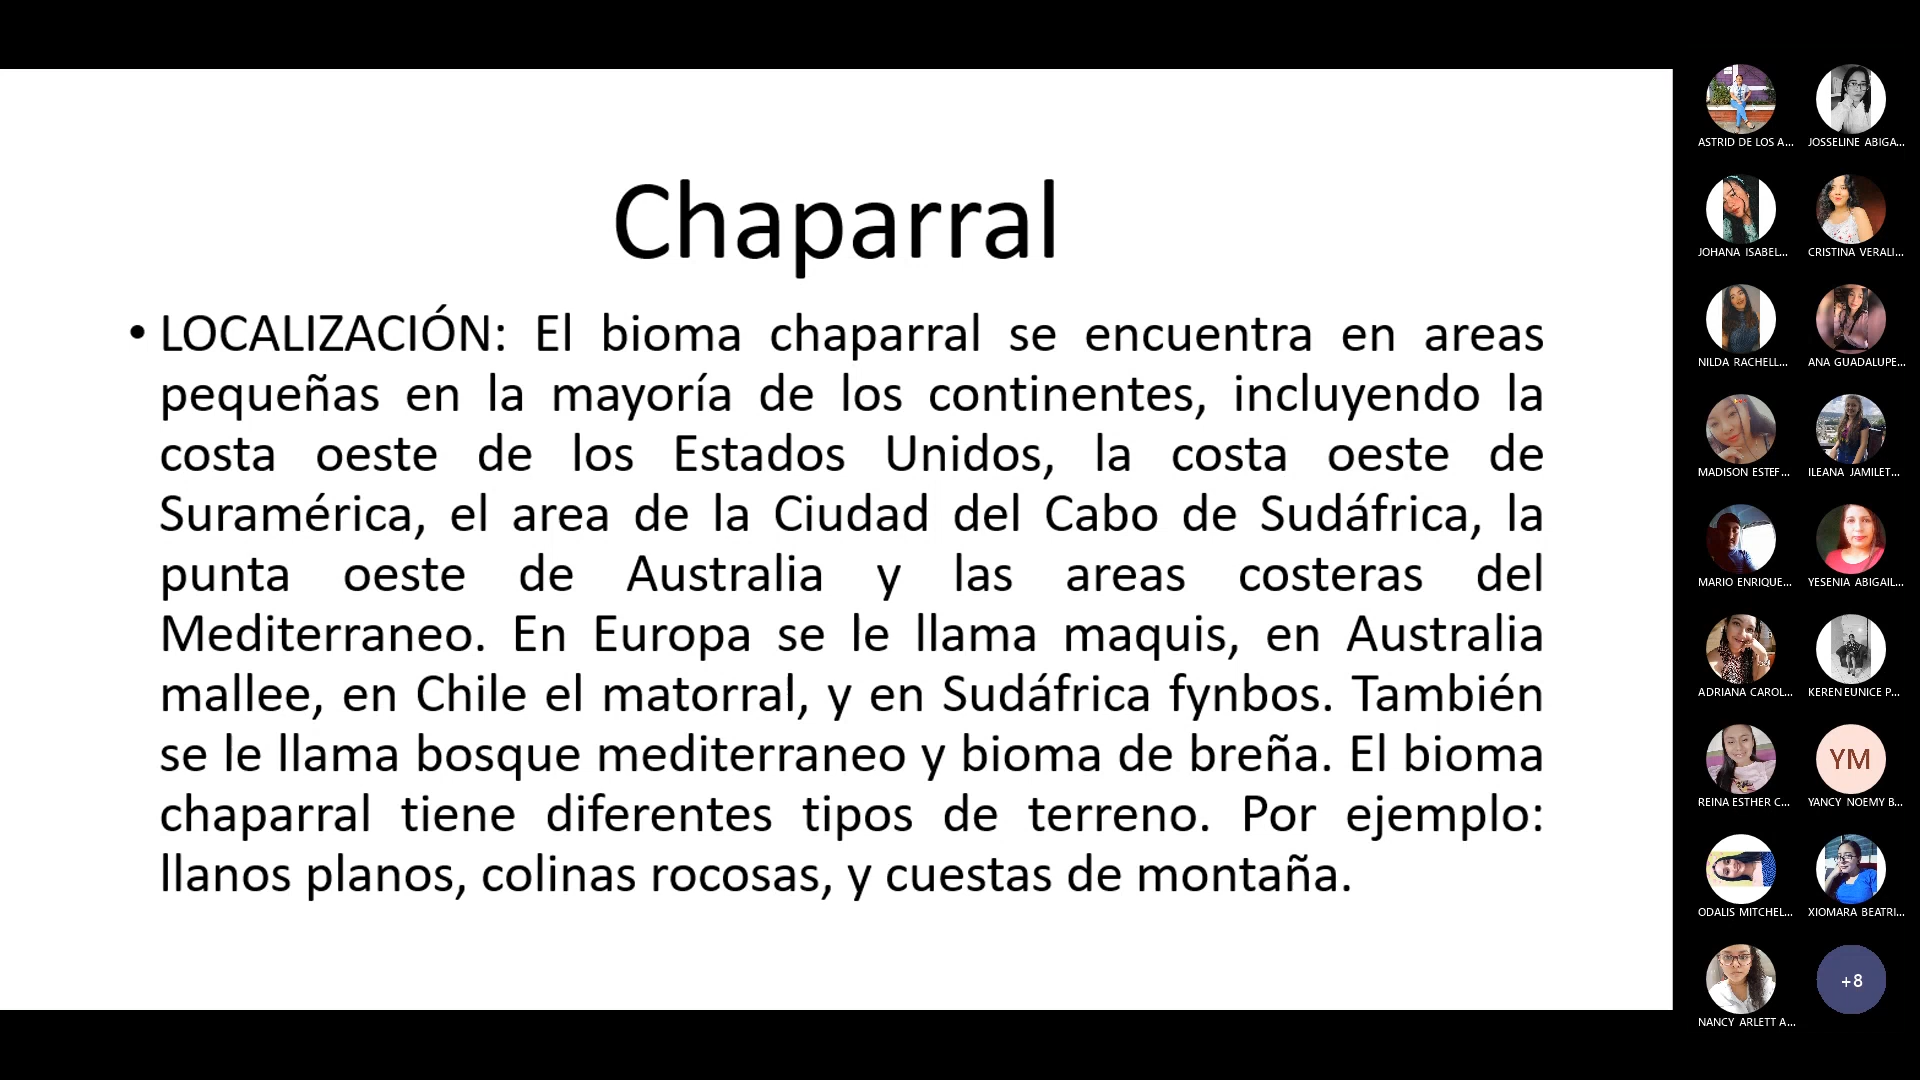 Chaparral
• LOCALIZACIÓN: El bioma chaparral se encuentra en areas
pequeñas en la mayoría de los continentes, incluyendo la
costa oeste de los Estados Unidos, la costa oeste de
Suramérica, el area de la Ciudad del Cabo de Sudáfrica, la
punta oeste de Australia y las areas costeras del
Mediterraneo. En Europa se le llama maquis, en Australia
mallee, en Chile el matorral, y en Sudáfrica fynbos. También
se le llama bosque mediterraneo y bioma de breña. El bioma
chaparral tiene diferentes tipos de terreno. Por ejemplo:
llanos planos, colinas rocosas, y cuestas de montaña.
ASTRID DE LOS A...
JOSSELINE ABIGA...
JOHANA ISABEL...
CRISTINA VERALI...
NILDA RACHELL...
ANA GUADALUPE...
MADISON ESTEF...
ILEANA JAMILET...
MARIO ENRIQUE...
YESENIA ABIGAIL...
ADRIANA CAROL...
KEREN EUNICE P...
REINA ESTHER C...
YM
YANCY NOEMY B...
ODALIS MITCHEL...
XIOMARA BEATRI...
NANCY ARLETT A...
+8